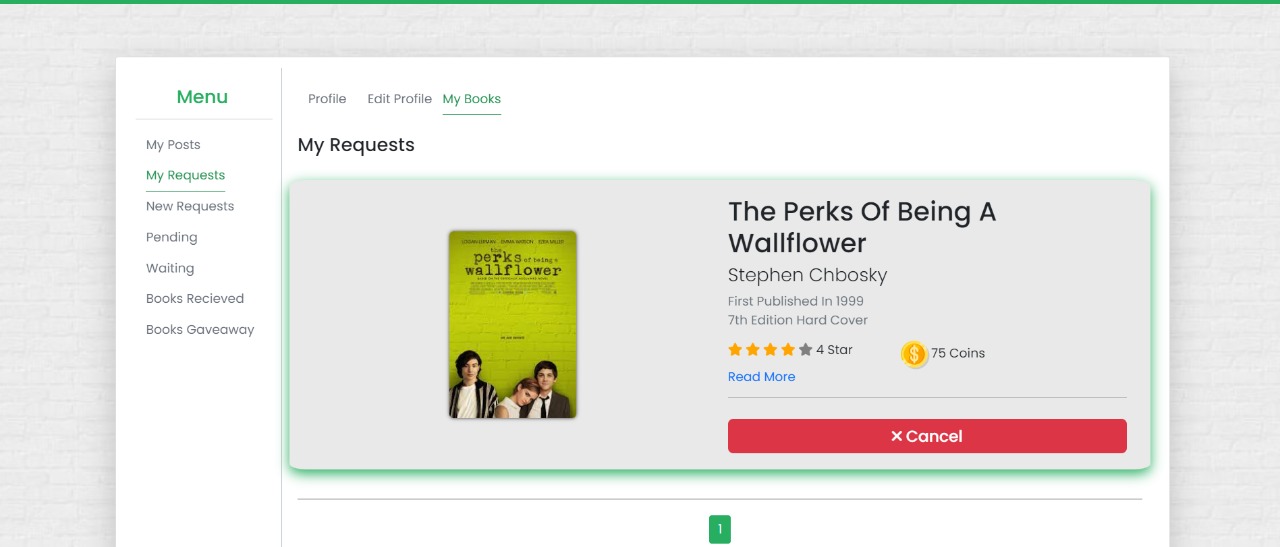 Menu
My Posts
My Requests
New Requests
Pending
Waiting
Books Recieved
Books Gaveaway
Profile Edit Profile My Books
My Requests
LOGAN LERMAN EMMA WATSON EZRA MILLER
the
perks of being a
wallflower
The Perks Of Being A
Wallflower
Stephen Chbosky
First Published In 1999
7th Edition Hard Cover
4 Star
$ 75 Coins
Read More
✕ Cancel
1